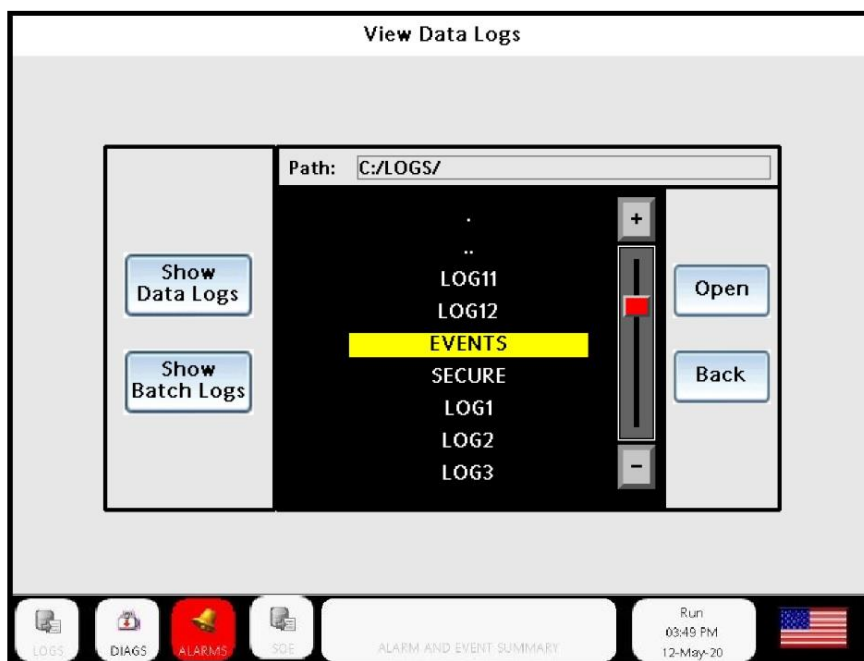 View Data Logs
Path: C:/LOGS/
.
..
LOG11
LOG12
EVENTS
SECURE
LOG1
LOG2
LOG3
+
-
Show
Data Logs
Show
Batch Logs
Open
Back
LOGS
DIAGS
ALARMS
SOE
ALARM AND EVENT SUMMARY
Run
03:49 PM
12-May-20